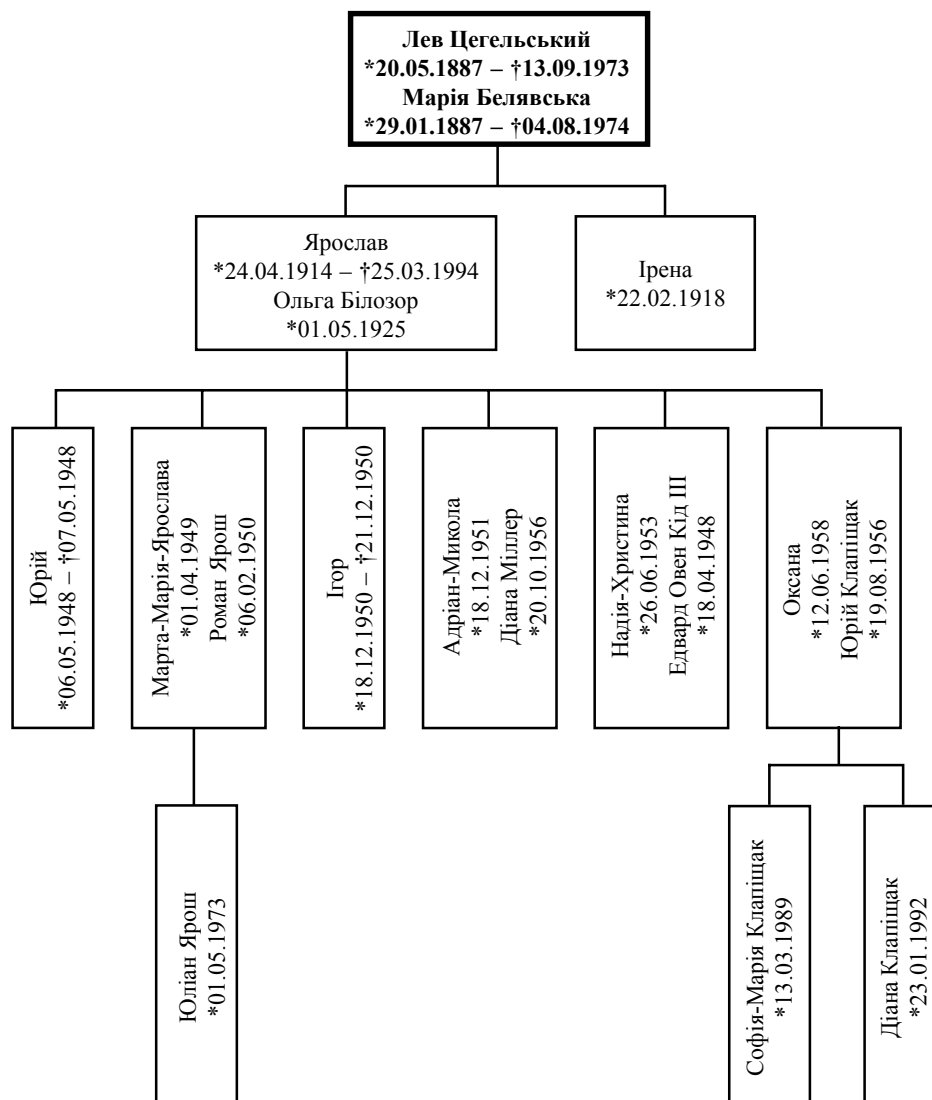 Лев Цегельський
*20.05.1887 – †13.09.1973
Марія Белявська
*29.01.1887 – †04.08.1974
Ярослав
*24.04.1914 – †25.03.1994
Ольга Білозор
*01.05.1925
Ірена
*22.02.1918
Юрій
*06.05.1948 – †07.05.1948
Марта-Марія-Ярослава
*01.04.1949
Роман Ярош
*06.02.1950
Ігор
*18.12.1950 – †21.12.1950
Адріан-Микола
*18.12.1951
Діана Міллер
*20.10.1956
Надія-Христина
*26.06.1953
Едвард Овен Кід III
*18.04.1948
Оксана
*12.06.1958
Юрій Клапіщак
*19.08.1956
Юліан Ярош
*01.05.1973
Софія-Марія Клапіщак
*13.03.1989
Діана Клапіщак
*23.01.1992